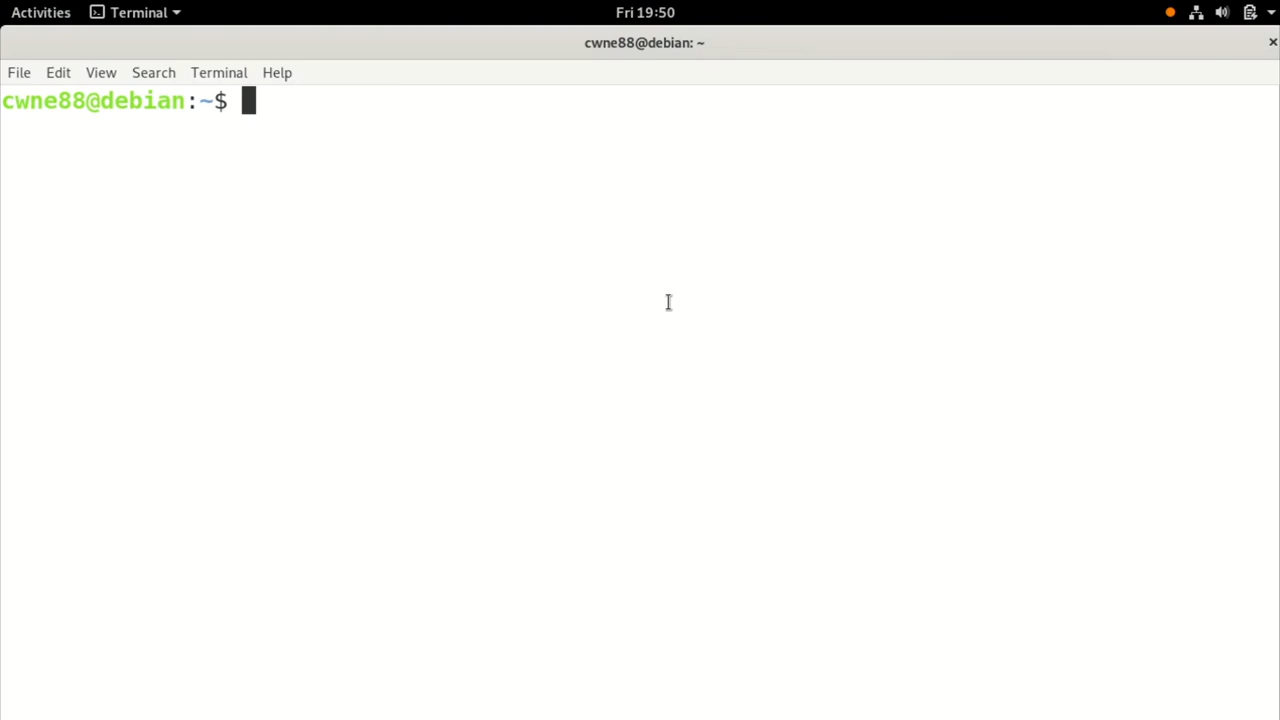 Activities Terminal Fri 19:50
cwne88@debian: ~
File Edit View Search Terminal Help
cwne88@debian:~$